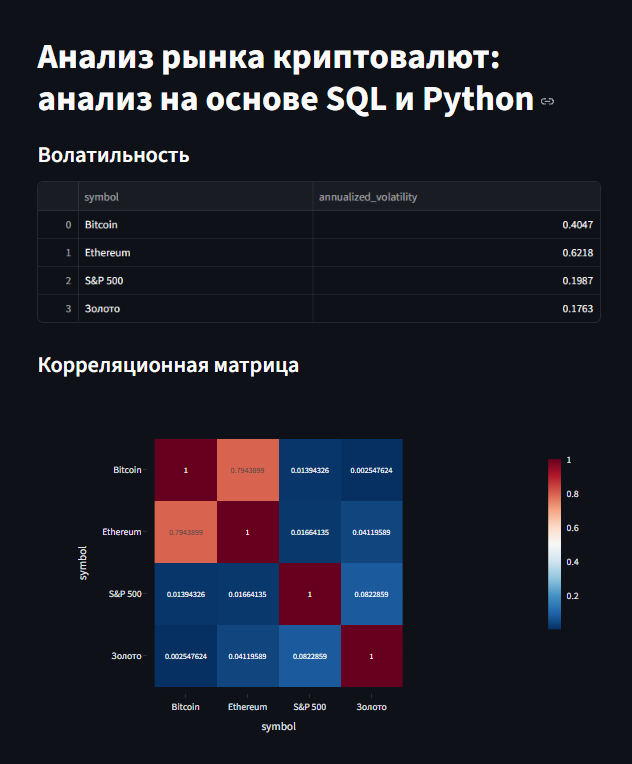 Анализ рынка криптовалют:
анализ на основе SQL и Python
Волатильность
symbol annualized_volatility
0 Bitcoin 0.4047
1 Ethereum 0.6218
2 S&P 500 0.1987
3 Золото 0.1763
Корреляционная матрица
Bitcoin 1 0.7943899 0.01394326 0.002547624
Ethereum 0.7943899 1 0.01664135 0.04119589
S&P 500 0.01394326 0.01664135 1 0.0822859
Золото 0.002547624 0.04119589 0.0822859 1
symbol
Bitcoin Ethereum S&P 500 Золото
symbol
1
0.8
0.6
0.4
0.2